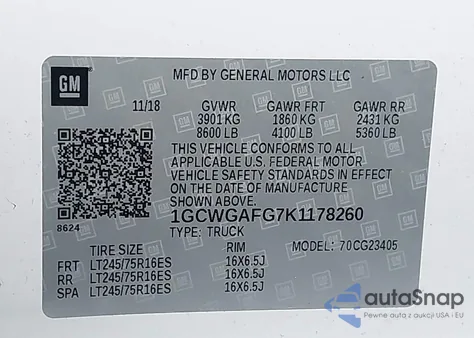 GM
MFD BY GENERAL MOTORS LLC
11/18 GVWR GAWR FRT GAWR RR
3901 KG 1860 KG 2431 KG
8600 LB 4100 LB 5360 LB
THIS VEHICLE CONFORMS TO ALL
APPLICABLE U.S. FEDERAL MOTOR
VEHICLE SAFETY STANDARDS IN EFFECT
ON THE DATE OF MANUFACTURE
SHOWN ABOVE.
8624
1GCWGAFG7K1178260
TYPE: TRUCK
TIRE SIZE RIM MODEL: 70CG23405
FRT LT245/75R16ES 16X6.5J
RR LT245/75R16ES 16X6.5J
SPA LT245/75R16ES 16X6.5J
autoSnap
Pewne auta z aukcji USA i EU